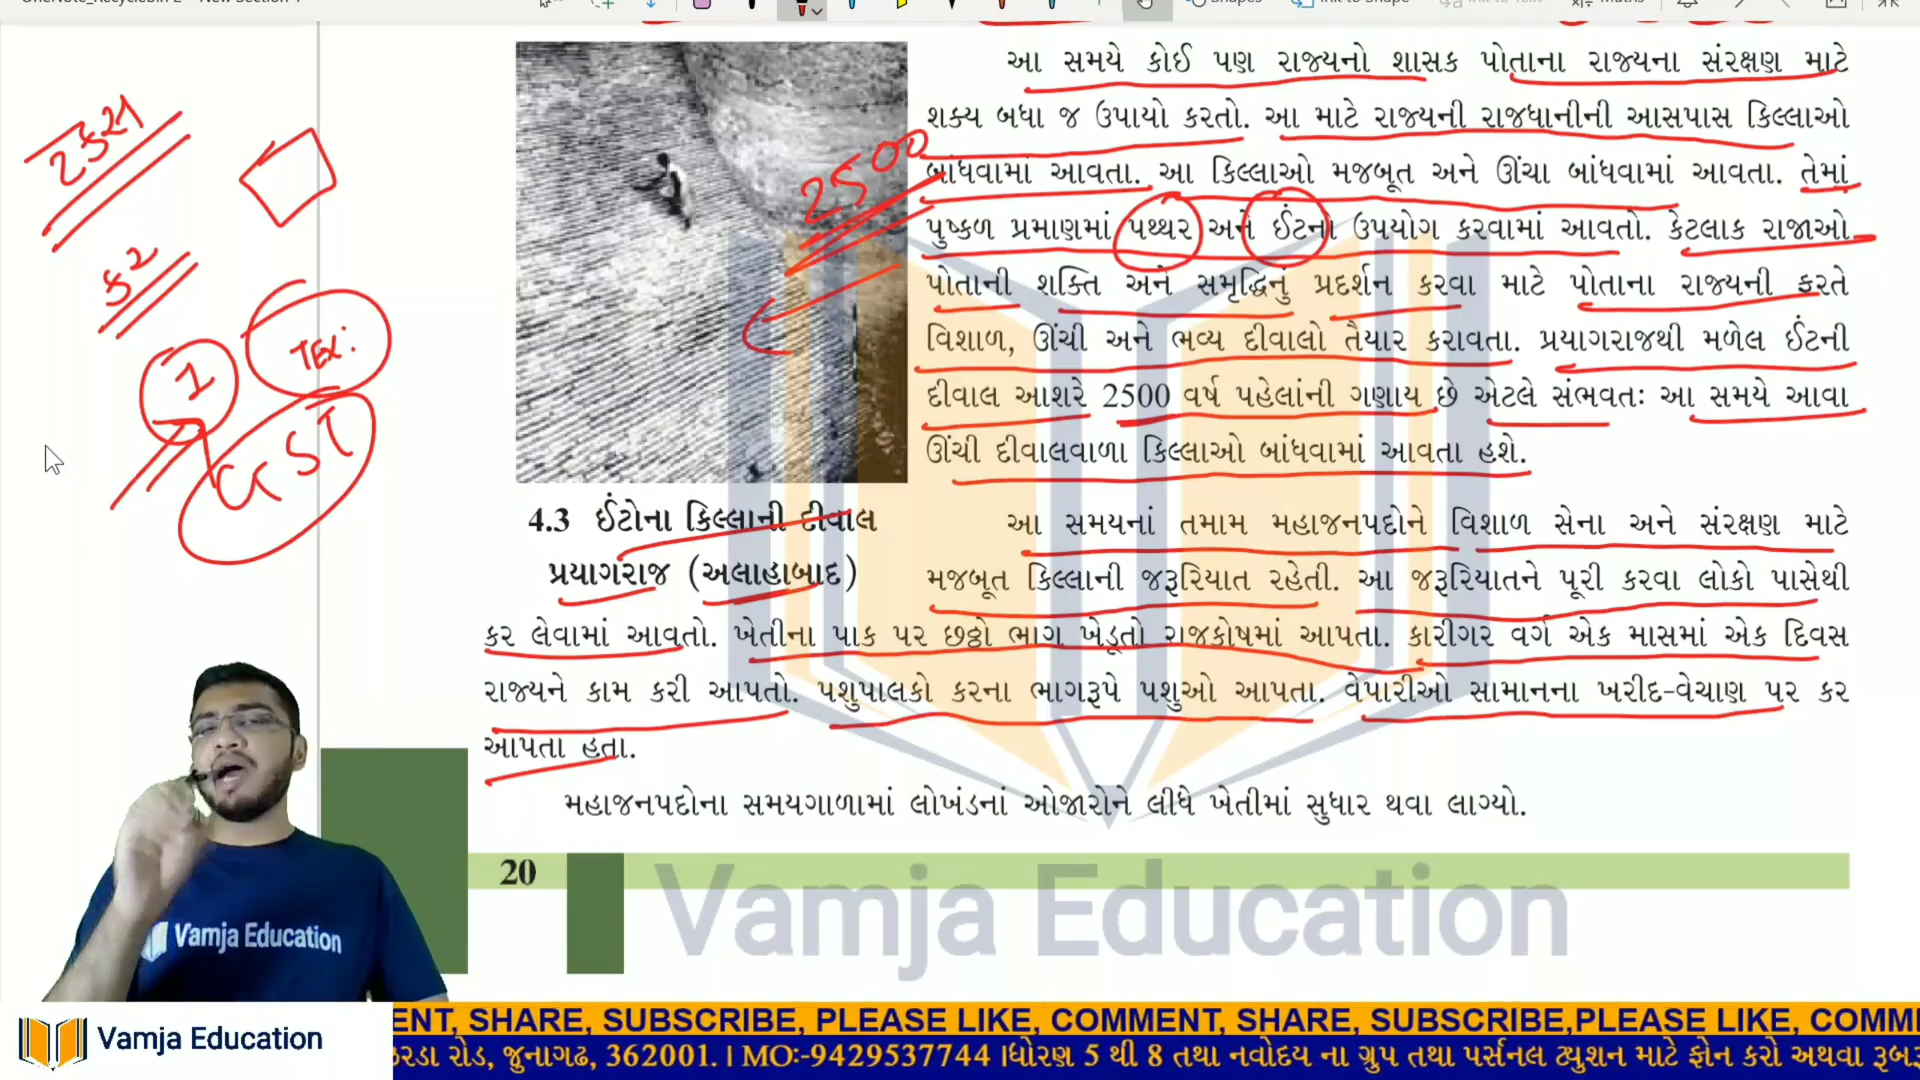 આ સમયે કોઈ પણ રાજ્યનો શાસક પોતાના રાજ્યના સંરક્ષણ માટે
શક્ય બધા જ ઉપાયો કરતો. આ માટે રાજ્યની રાજધાનીની આસપાસ કિલ્લાઓ
બાંધવામાં આવતા. આ કિલ્લાઓ મજબૂત અને ઊંચા બાંધવામાં આવતા. તેમાં
પુષ્કળ પ્રમાણમાં પથ્થર અને ઈંટનો ઉપયોગ કરવામાં આવતો. કેટલાક રાજાઓ
પોતાની શક્તિ અને સમૃદ્ધિનું પ્રદર્શન કરવા માટે પોતાના રાજ્યની ફરતે
વિશાળ, ઊંચી અને ભવ્ય દીવાલો તૈયાર કરાવતા. પ્રયાગરાજથી મળેલ ઈંટની
દીવાલ આશરે 2500 વર્ષ પહેલાંની ગણાય છે એટલે સંભવતઃ આ સમયે આવા
ઊંચી દીવાલવાળા કિલ્લાઓ બાંધવામાં આવતા હશે.
2500
1
TEX:
GST
4.3 ઈંટોના કિલ્લાની દીવાલ
પ્રયાગરાજ (અલાહાબાદ)
આ સમયનાં તમામ મહાજનપદોને વિશાળ સેના અને સંરક્ષણ માટે
મજબૂત કિલ્લાની જરૂરિયાત રહેતી. આ જરૂરિયાતને પૂરી કરવા લોકો પાસેથી
કર લેવામાં આવતો. ખેતીના પાક પર છઠ્ઠો ભાગ ખેડૂતો રાજકોષમાં આપતા. કારીગર વર્ગ એક માસમાં એક દિવસ
રાજ્યને કામ કરી આપતો. પશુપાલકો કરના ભાગરૂપે પશુઓ આપતા. વેપારીઓ સામાનના ખરીદ-વેચાણ પર કર
આપતા હતા.
મહાજનપદોના સમયગાળામાં લોખંડનાં ઓજારોને લીધે ખેતીમાં સુધાર થવા લાગ્યો.
20
Vamja Education
Vamja Education
Vamja Education
ENT, SHARE, SUBSCRIBE, PLEASE LIKE, COMMENT, SHARE, SUBSCRIBE,PLEASE LIKE, COMM
રોડ, જુનાગઢ, 362001. | MO:-9429537744 |ધોરણ 5 થી 8 તથા નવોદય ના ગ્રુપ તથા પર્સનલ ટ્યુશન માટે ફોન કરો અથવા